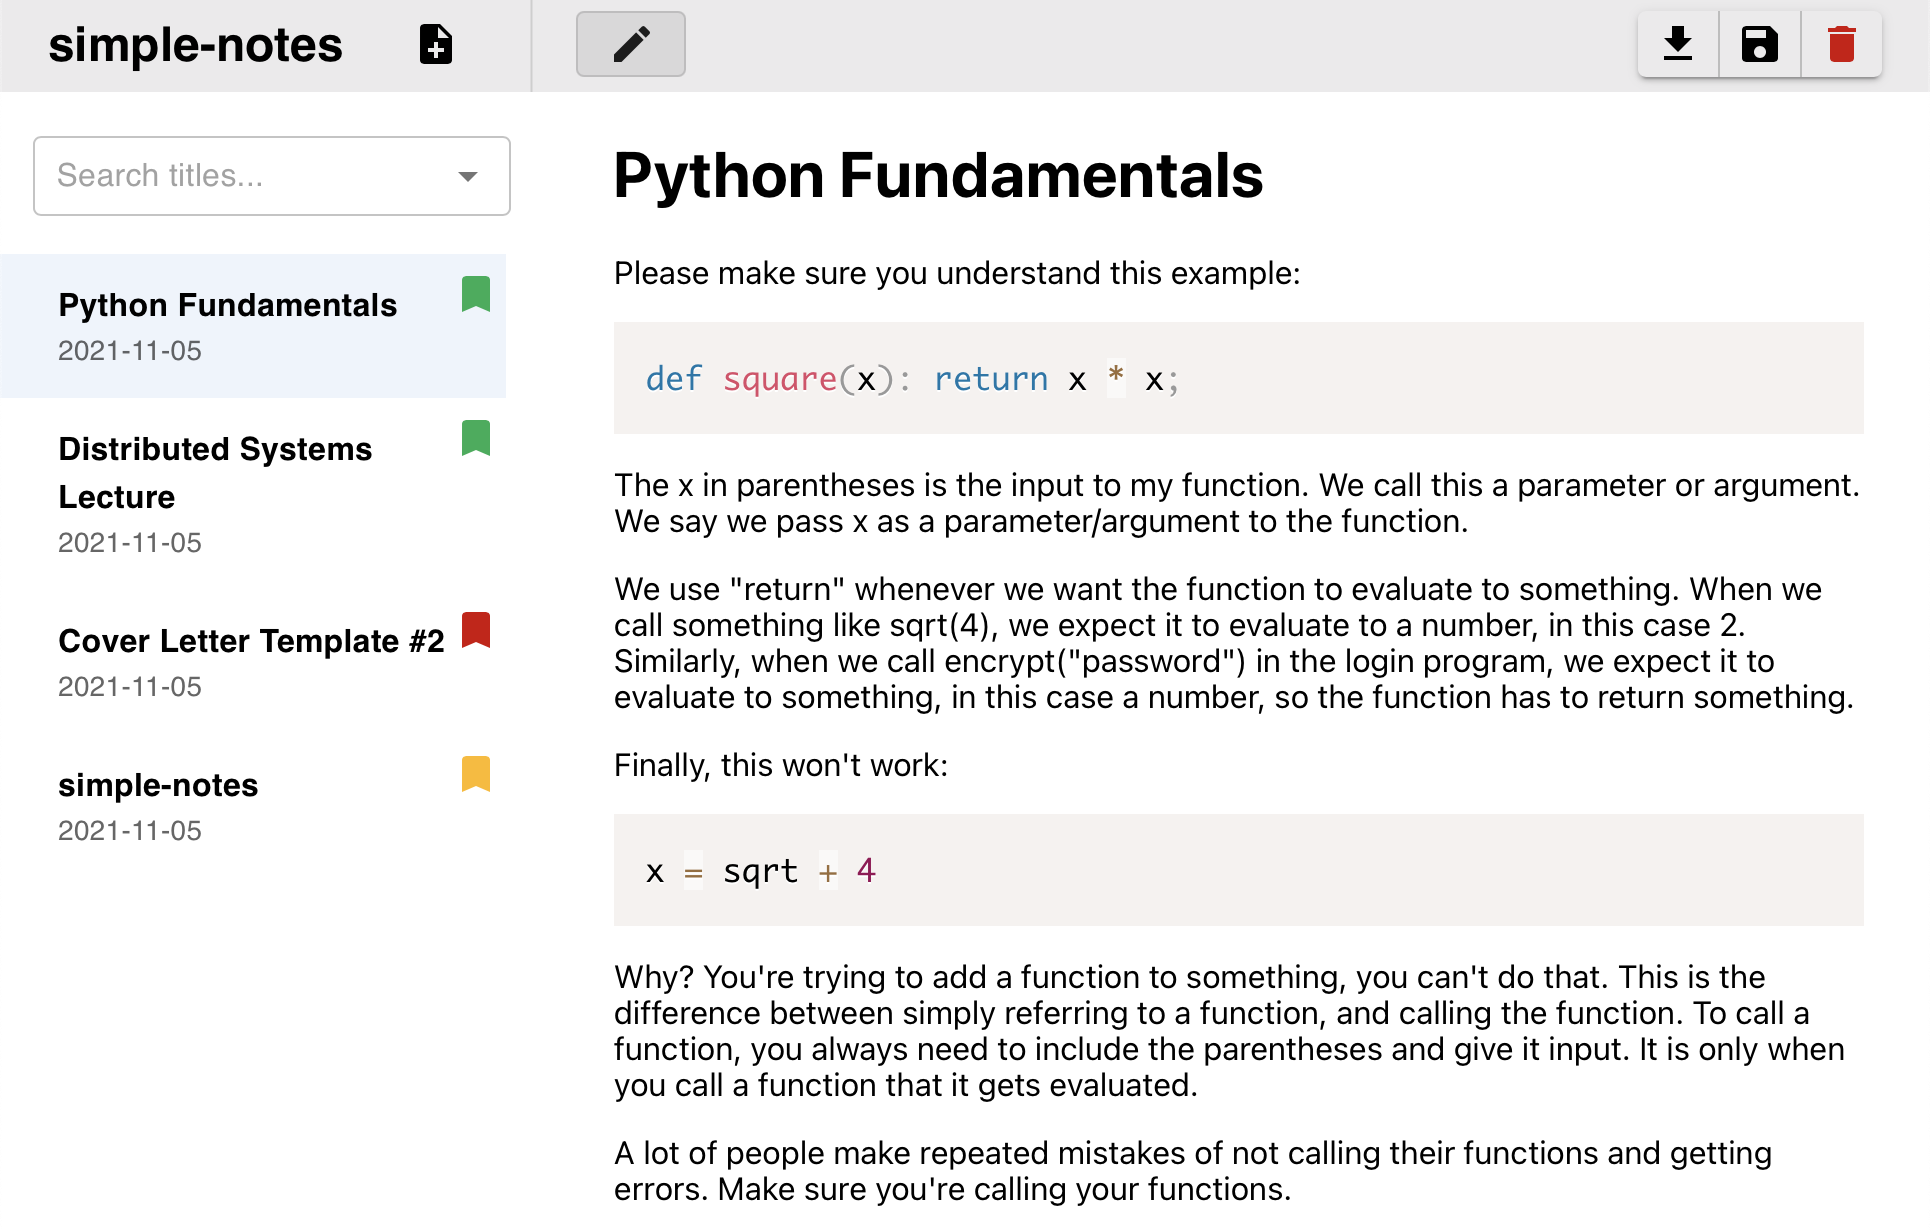 simple-notes
Search titles...
Python Fundamentals
2021-11-05
Distributed Systems
Lecture
2021-11-05
Cover Letter Template #2
2021-11-05
simple-notes
2021-11-05
Python Fundamentals
Please make sure you understand this example:
def square(x): return x * x;
The x in parentheses is the input to my function. We call this a parameter or argument.
We say we pass x as a parameter/argument to the function.
We use "return" whenever we want the function to evaluate to something. When we
call something like sqrt(4), we expect it to evaluate to a number, in this case 2.
Similarly, when we call encrypt("password") in the login program, we expect it to
evaluate to something, in this case a number, so the function has to return something.
Finally, this won't work:
x = sqrt + 4
Why? You're trying to add a function to something, you can't do that. This is the
difference between simply referring to a function, and calling the function. To call a
function, you always need to include the parentheses and give it input. It is only when
you call a function that it gets evaluated.
A lot of people make repeated mistakes of not calling their functions and getting
errors. Make sure you're calling your functions.